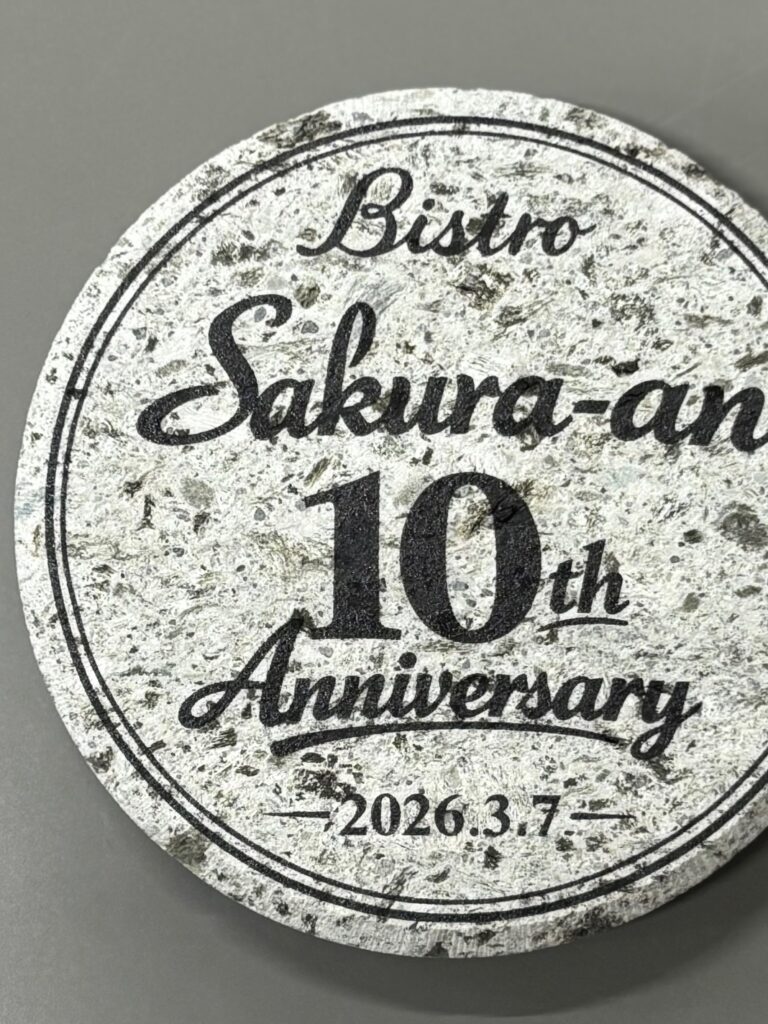 Bistro
Sakura-an
10th
Anniversary
2026.3.7.